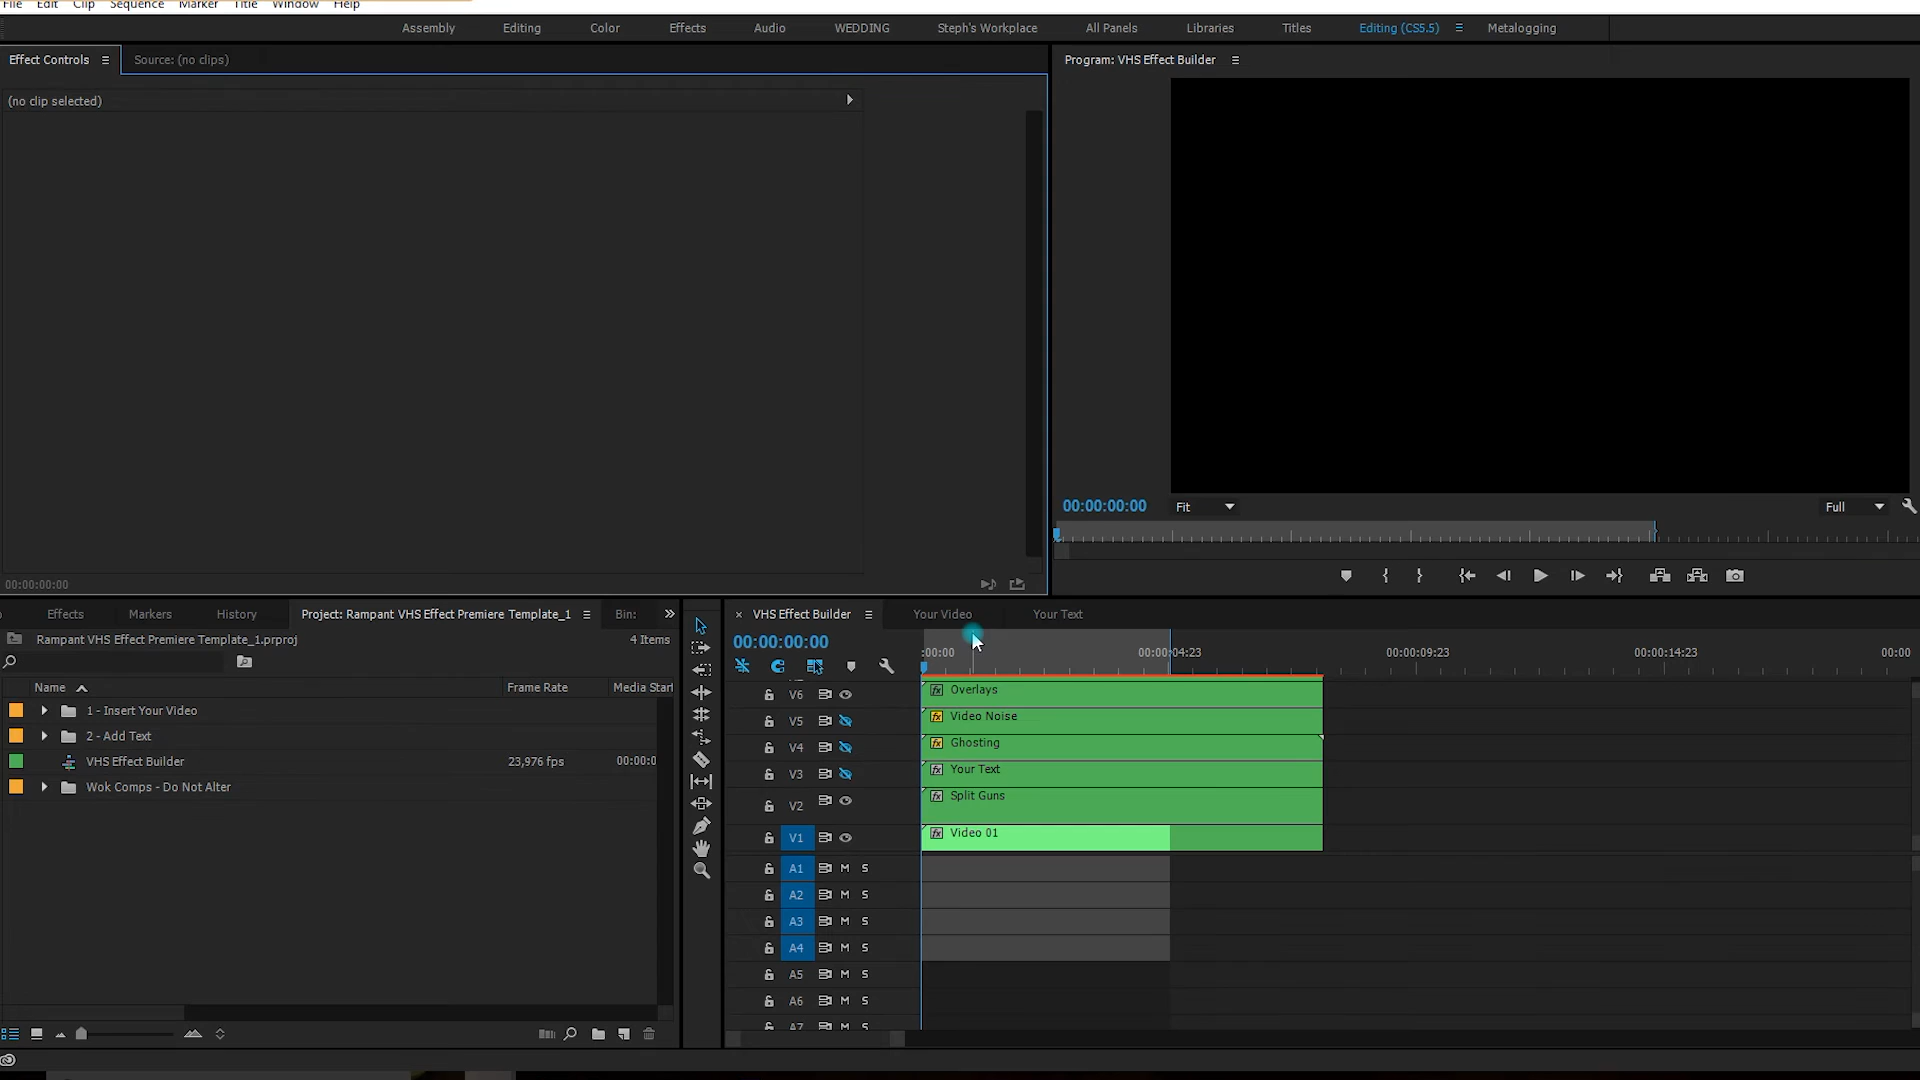 File Edit Clip Sequence Marker Title Window Help
Assembly Editing Color Effects Audio WEDDING Steph's Workplace All Panels Libraries Titles Editing (CS5.5) Metalogging
Effect Controls Source: (no clips) Program: VHS Effect Builder
(no clip selected)
00:00:00:00 Fit Full
00:00:00:00
Effects Markers History Project: Rampant VHS Effect Premiere Template_1 Bin: VHS Effect Builder Your Video Your Text
Rampant VHS Effect Premiere Template_1.prproj 4 Items 00:00:00:00
:00:00 00:00:04:23 00:00:09:23 00:00:14:23 00:00
Name Frame Rate Media Start
V6 fx Overlays
1 - Insert Your Video V5 fx Video Noise
2 - Add Text V4 fx Ghosting
VHS Effect Builder 23,976 fps 00:00:0 V3 fx Your Text
Wok Comps - Do Not Alter V2 fx Split Guns
V1 fx Video 01
A1 M S
A2 M S
A3 M S
A4 M S
A5 M S
A6 M S
A7 M S